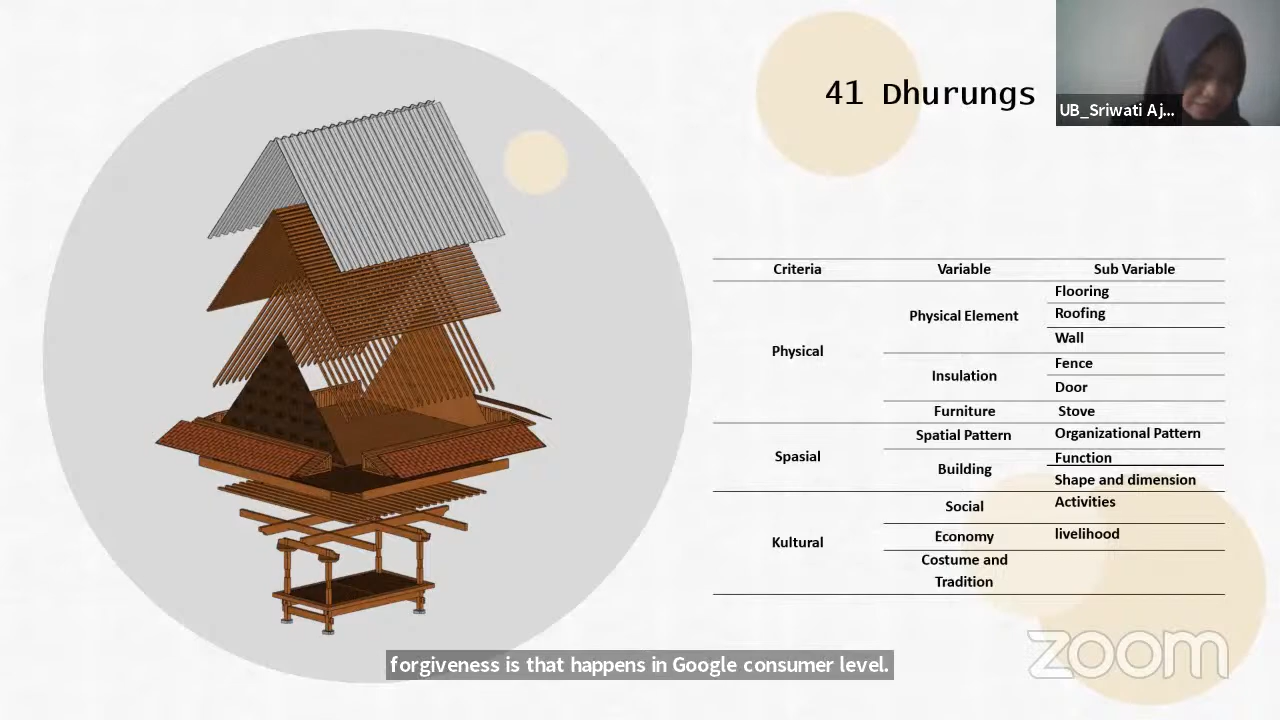 41 Dhurungs
UB_Sriwati Aj...
Criteria Variable Sub Variable
Physical Physical Element Flooring
Roofing
Wall
Insulation Fence
Door
Furniture Stove
Spasial Spatial Pattern Organizational Pattern
Building Function
Shape and dimension
Kultural Social Activities
Economy livelihood
Costume and
Tradition
forgiveness is that happens in Google consumer level.
zoom